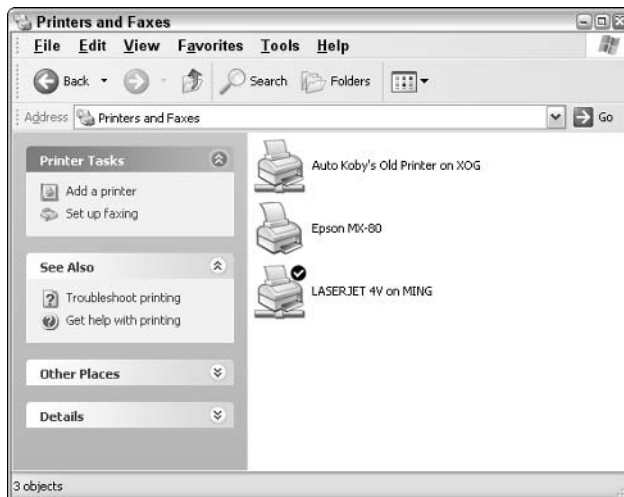 Printers and Faxes
File Edit View Favorites Tools Help
Back Search Folders
Address Printers and Faxes Go
Printer Tasks
Add a printer
Set up faxing
See Also
Troubleshoot printing
Get help with printing
Other Places
Details
Auto Koby's Old Printer on XOG
Epson MX-80
LASERJET 4V on MING
3 objects